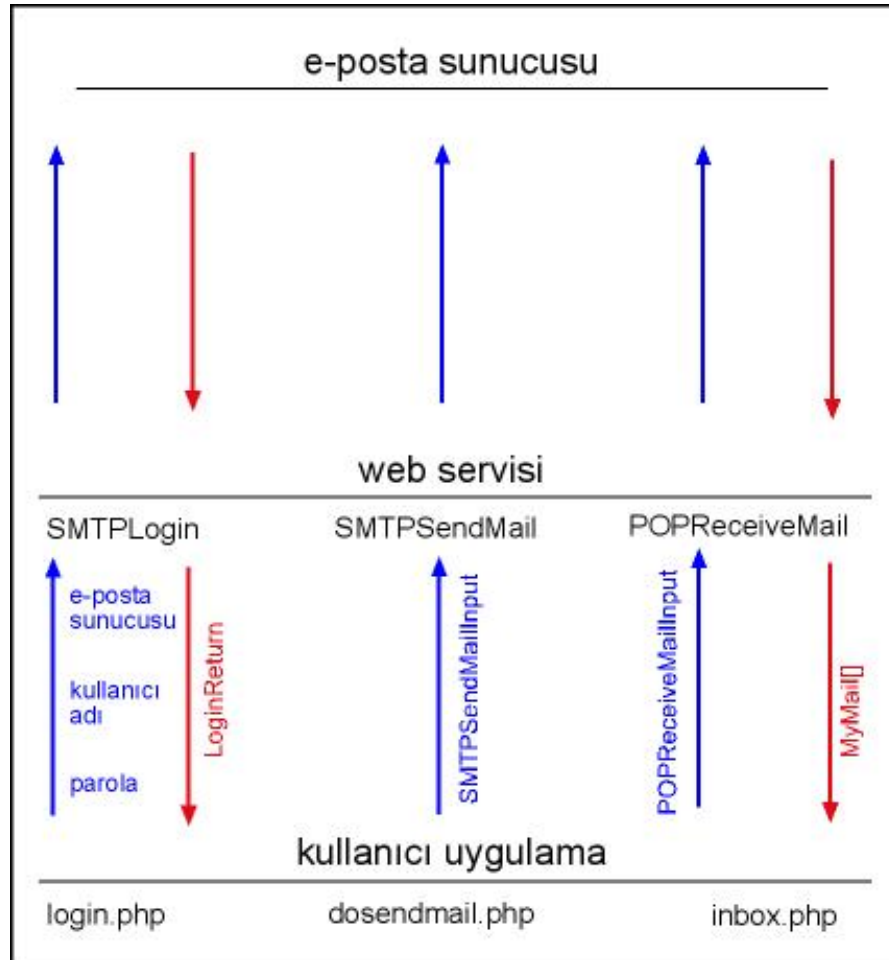 e-posta sunucusu
web servisi
SMTPLogin
SMTPSendMail
POPReceiveMail
e-posta
sunucusu
kullanıcı
adı
parola
LoginReturn
SMTPSendMailInput
POPReceiveMailInput
MyMail[]
kullanıcı uygulama
login.php
dosendmail.php
inbox.php